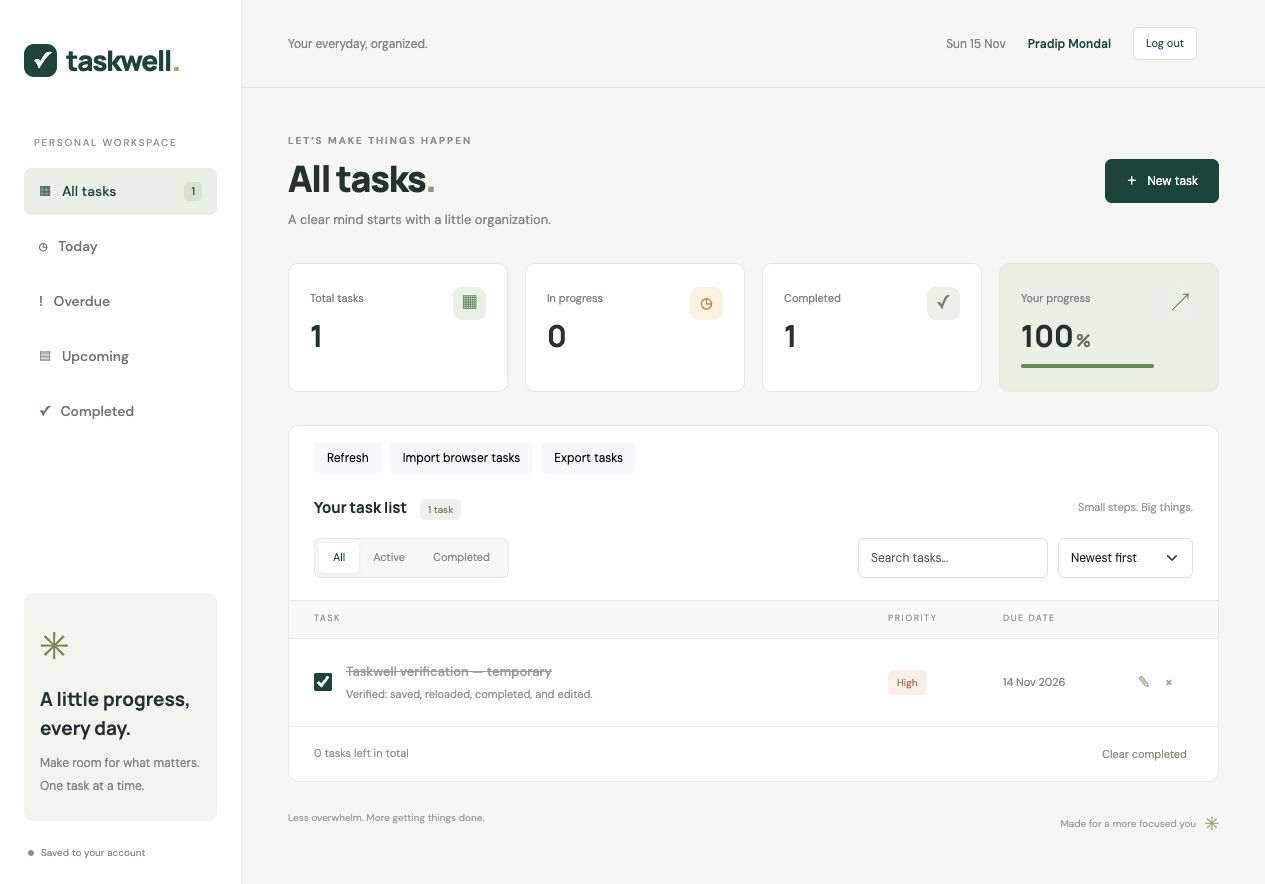 taskwell.
PERSONAL WORKSPACE
All tasks 1
Today
! Overdue
Upcoming
Completed
A little progress,
every day.
Make room for what matters.
One task at a time.
Saved to your account
Your everyday, organized.
Sun 15 Nov Pradip Mondal Log out
LET'S MAKE THINGS HAPPEN
All tasks.
A clear mind starts with a little organization.
+ New task
Total tasks
1
In progress
0
Completed
1
Your progress
100%
Refresh Import browser tasks Export tasks
Your task list 1 task
Small steps. Big things.
All Active Completed
Search tasks... Newest first
TASK PRIORITY DUE DATE
Taskwell verification — temporary
Verified: saved, reloaded, completed, and edited.
High 14 Nov 2026 ×
0 tasks left in total Clear completed
Less overwhelm. More getting things done.
Made for a more focused you